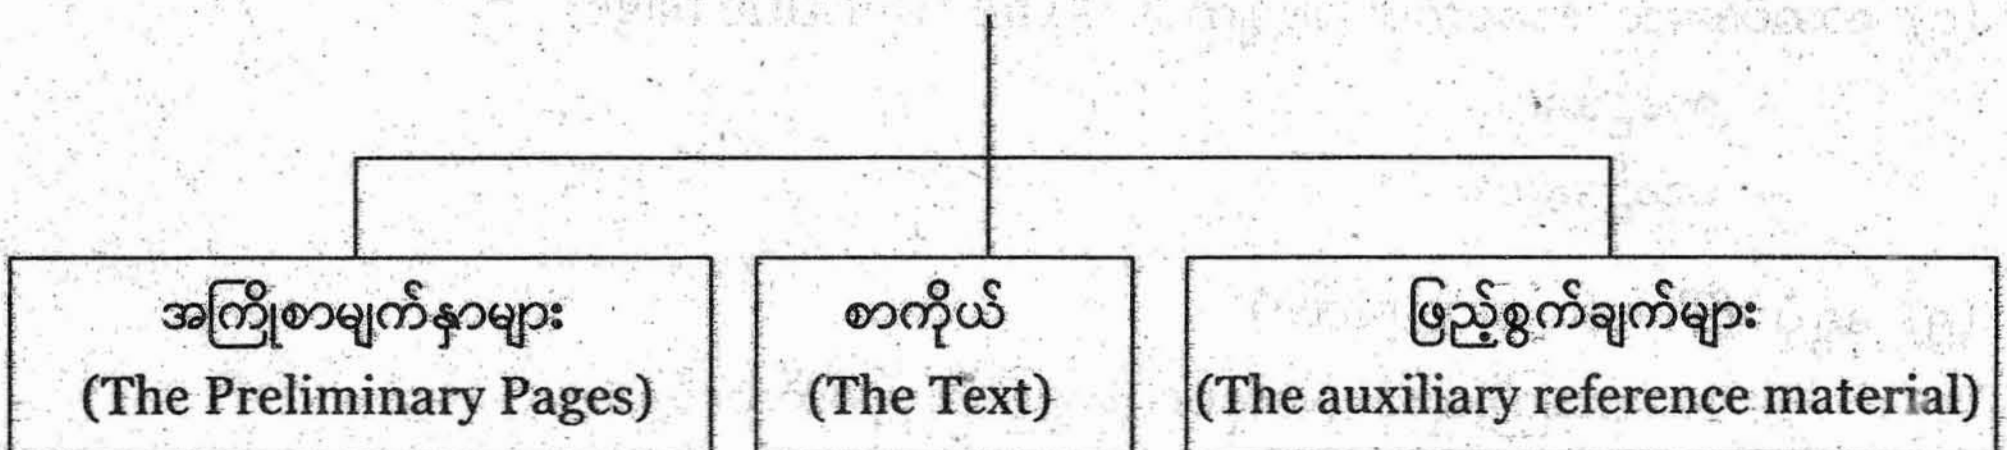 အကြိုစာမျက်နှာများ
(The Preliminary Pages)
စာကိုယ်
(The Text)
ဖြည့်စွက်ချက်များ
(The auxiliary reference material)